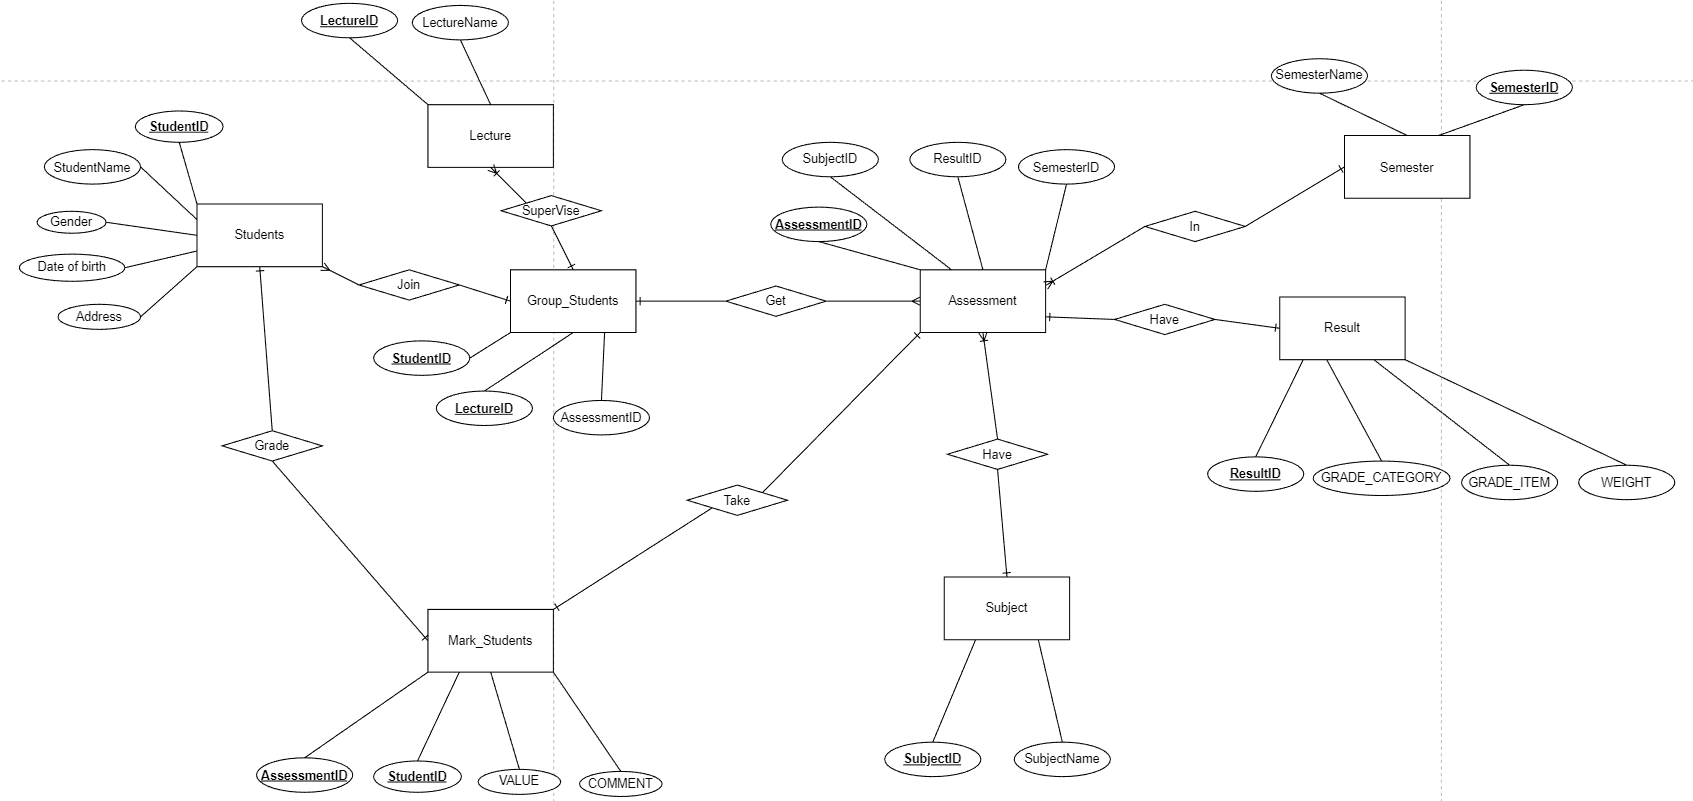 LectureID
LectureName
SemesterName
SemesterID
StudentID
Lecture
StudentName
SubjectID
ResultID
SemesterID
Semester
Gender
Students
SuperVise
AssessmentID
In
Date of birth
Join
Group_Students
Get
Assessment
Address
Have
Result
StudentID
LectureID
AssessmentID
Grade
Have
ResultID
GRADE_CATEGORY
GRADE_ITEM
WEIGHT
Take
Subject
Mark_Students
AssessmentID
StudentID
VALUE
COMMENT
SubjectID
SubjectName